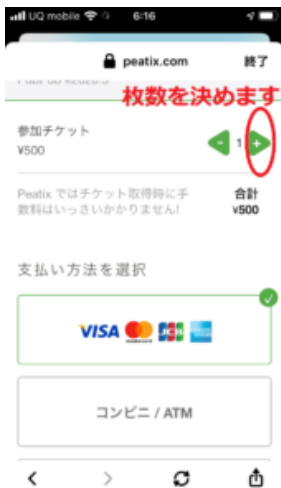 UQ mobile 6:16
peatix.com 終了
枚数を決めます
参加チケット
¥500
- 1 +
Peatix ではチケット取得時に手
数料はいっさいかかりません!
合計
¥500
支払い方法を選択
VISA JCB
コンビニ / ATM